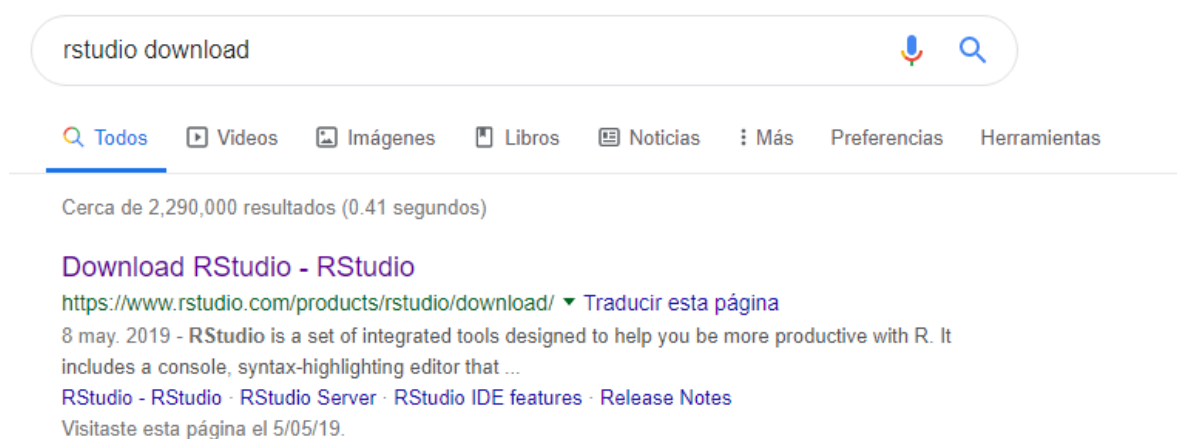 rstudio download
Todos Videos Imágenes Libros Noticias Más Preferencias Herramientas
Cerca de 2,290,000 resultados (0.41 segundos)
Download RStudio - RStudio
https://www.rstudio.com/products/rstudio/download/ ▼ Traducir esta página
8 may. 2019 - RStudio is a set of integrated tools designed to help you be more productive with R. It
includes a console, syntax-highlighting editor that ...
RStudio - RStudio · RStudio Server · RStudio IDE features · Release Notes
Visitaste esta página el 5/05/19.